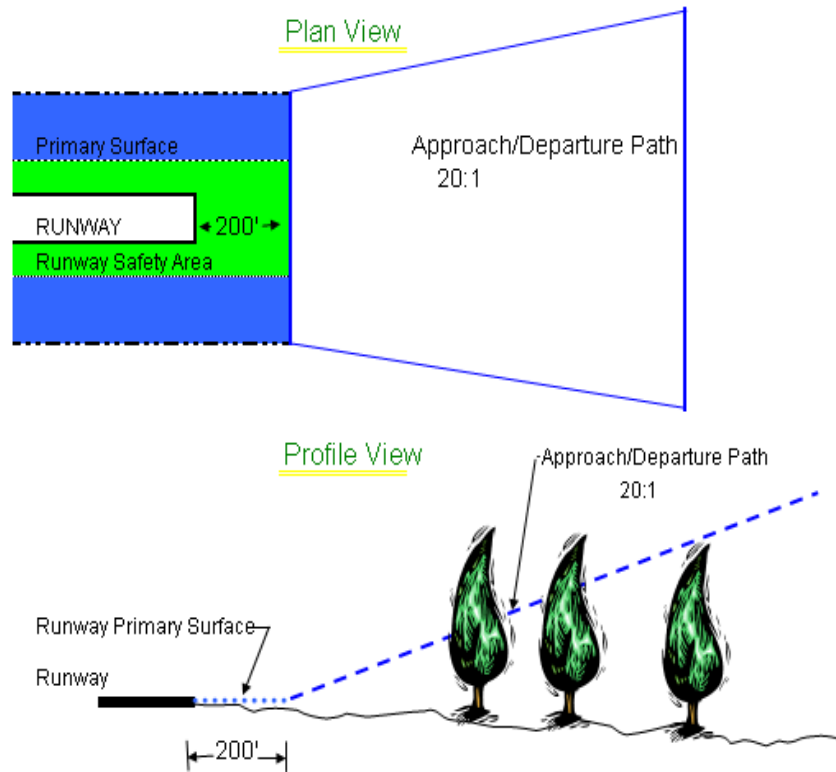 Plan View
Primary Surface
Approach/Departure Path
20:1
RUNWAY
200'
Runway Safety Area
Profile View
Approach/Departure Path
20:1
Runway Primary Surface
Runway
200'